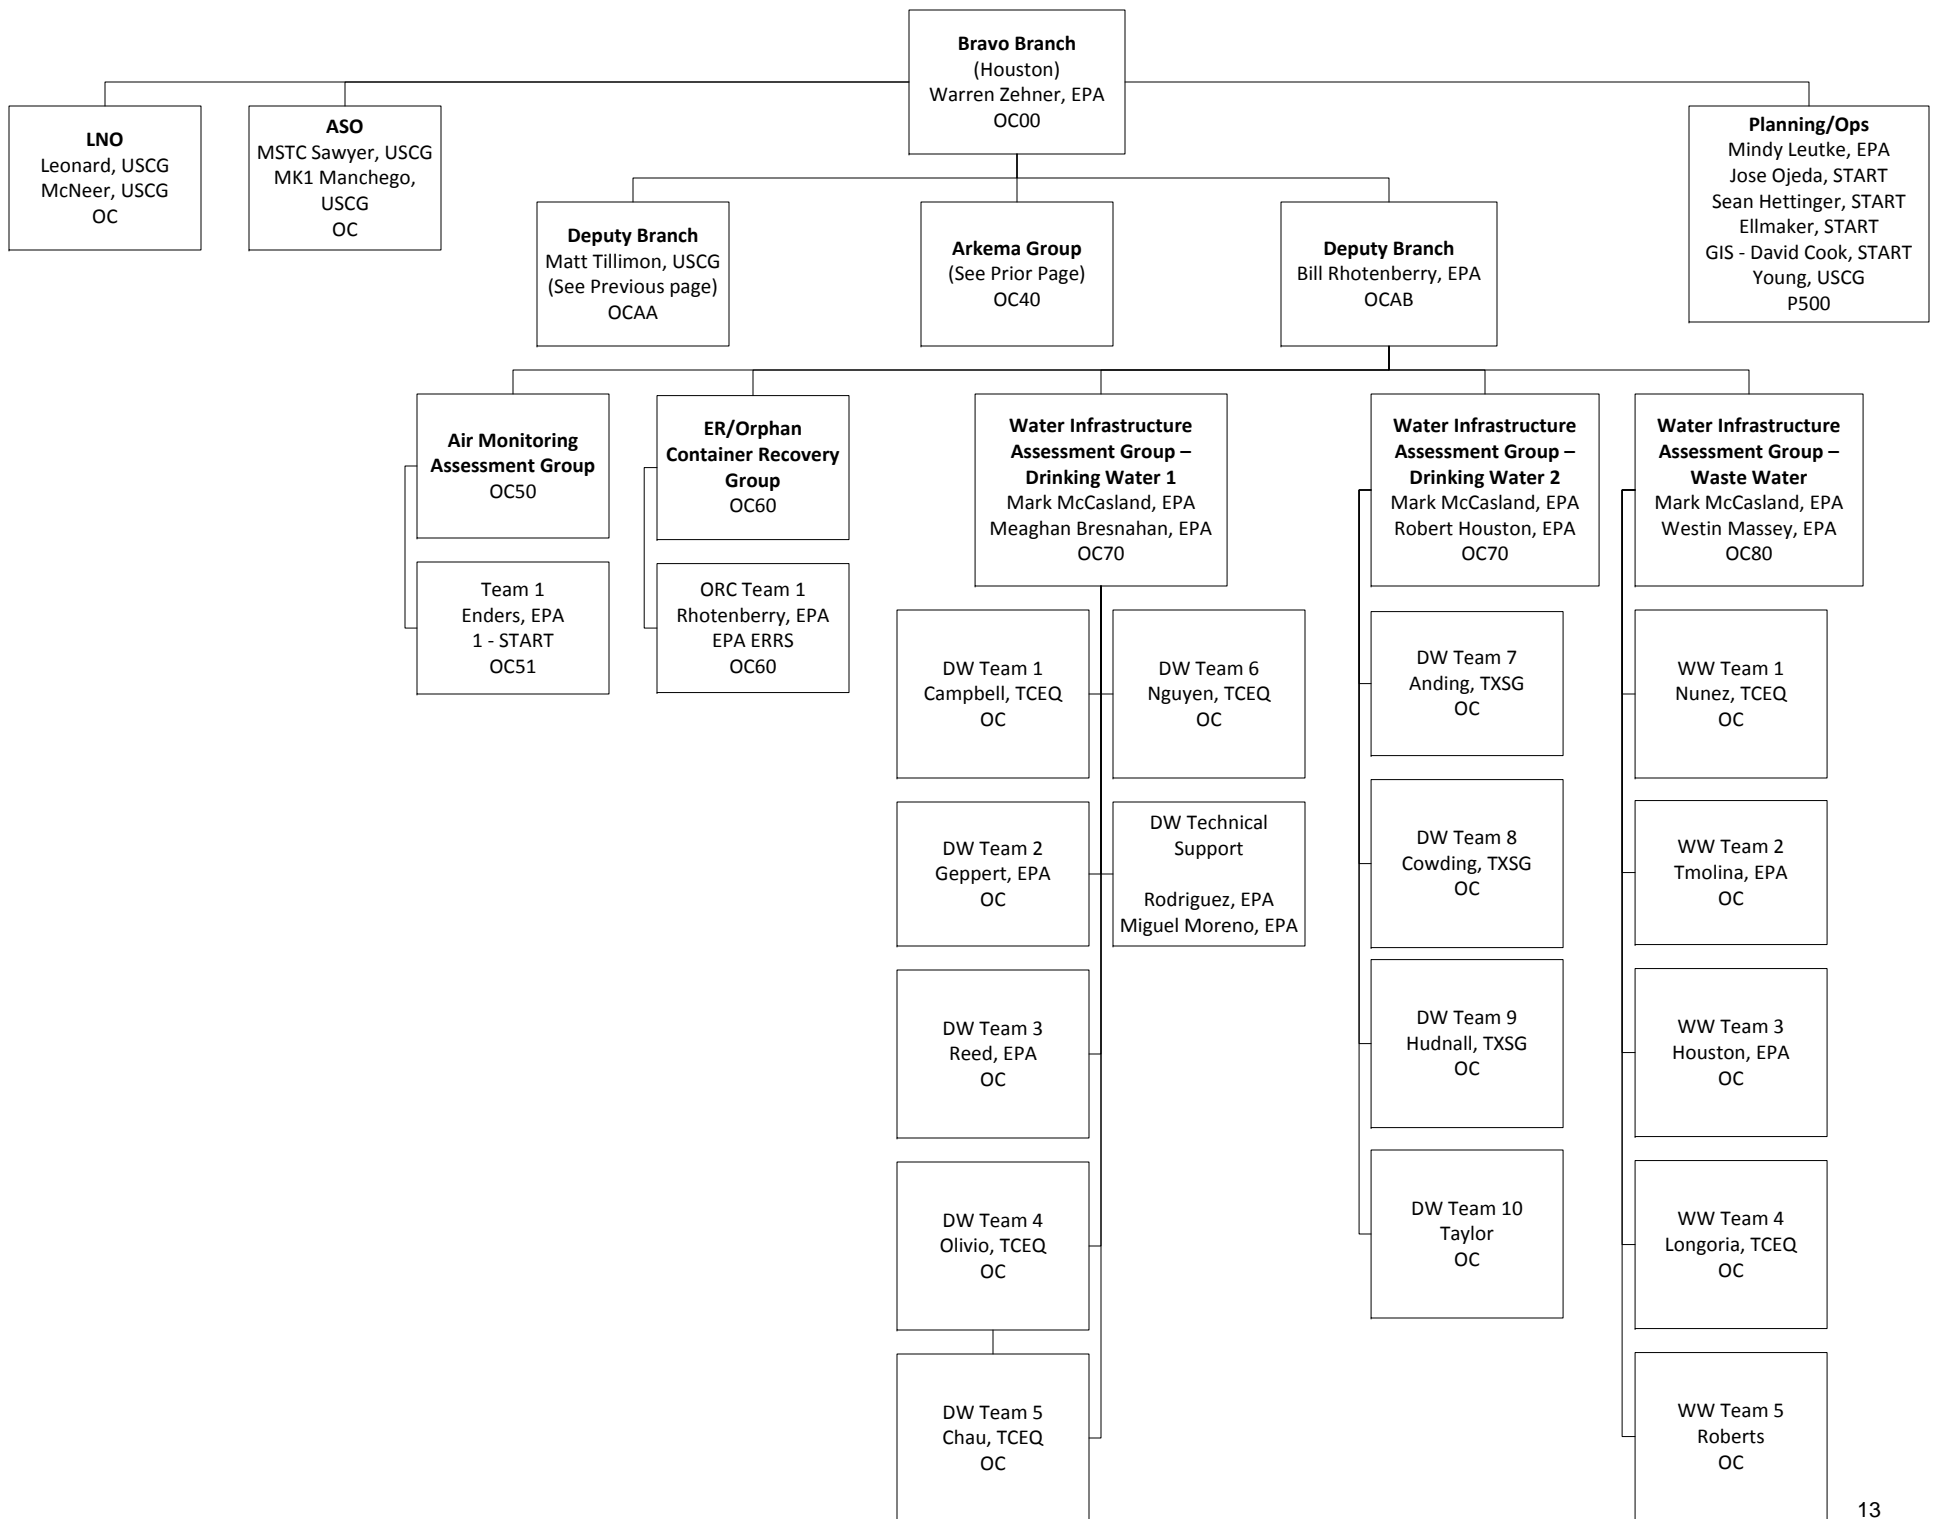 Bravo Branch
(Houston)
Warren Zehner, EPA
OC00
LNO
Leonard, USCG
McNeer, USCG
OC
ASO
MSTC Sawyer, USCG
MK1 Manchego,
USCG
OC
Planning/Ops
Mindy Leutke, EPA
Jose Ojeda, START
Sean Hettinger, START
Ellmaker, START
GIS - David Cook, START
Young, USCG
P500
Deputy Branch
Matt Tillimon, USCG
(See Previous page)
OCAA
Arkema Group
(See Prior Page)
OC40
Deputy Branch
Bill Rhotenberry, EPA
OCAB
Air Monitoring
Assessment Group
OC50
ER/Orphan
Container Recovery
Group
OC60
Water Infrastructure
Assessment Group –
Drinking Water 1
Mark McCasland, EPA
Meaghan Bresnahan, EPA
OC70
Water Infrastructure
Assessment Group –
Drinking Water 2
Mark McCasland, EPA
Robert Houston, EPA
OC70
Water Infrastructure
Assessment Group –
Waste Water
Mark McCasland, EPA
Westin Massey, EPA
OC80
Team 1
Enders, EPA
1 - START
OC51
ORC Team 1
Rhotenberry, EPA
EPA ERRS
OC60
DW Team 1
Campbell, TCEQ
OC
DW Team 6
Nguyen, TCEQ
OC
DW Team 7
Anding, TXSG
OC
WW Team 1
Nunez, TCEQ
OC
DW Team 2
Geppert, EPA
OC
DW Technical
Support
Rodriguez, EPA
Miguel Moreno, EPA
DW Team 8
Cowding, TXSG
OC
WW Team 2
Tmolina, EPA
OC
DW Team 3
Reed, EPA
OC
DW Team 9
Hudnall, TXSG
OC
WW Team 3
Houston, EPA
OC
DW Team 4
Olivio, TCEQ
OC
DW Team 10
Taylor
OC
WW Team 4
Longoria, TCEQ
OC
DW Team 5
Chau, TCEQ
OC
WW Team 5
Roberts
OC
13